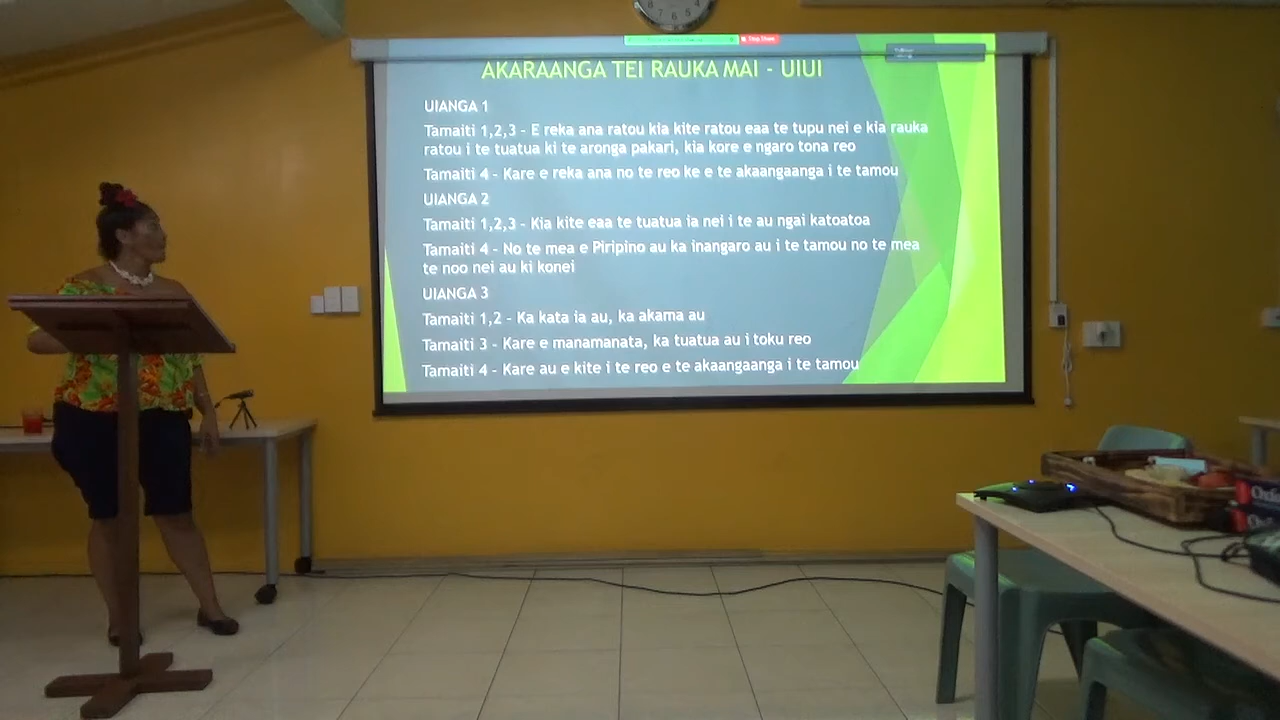 AKARAANGA TEI RAUKA MAI - UIUI
UIANGA 1
Tamaiti 1,2,3 - E reka ana ratou kia kite ratou eaa te tupu nei e kia rauka
ratou i te tuatua ki te aronga pakari, kia kore e ngaro tona reo
Tamaiti 4 - Kare e reka ana no te reo ke e te akaangaanga i te tamou
UIANGA 2
Tamaiti 1,2,3 - Kia kite eaa te tuatua ia nei i te au ngai katoatoa
Tamaiti 4 - No te mea e Piripino au ka inangaro au i te tamou no te mea
te noo nei au ki konei
UIANGA 3
Tamaiti 1,2 - Ka kata ia au, ka akama au
Tamaiti 3 - Kare e manamanata, ka tuatua au i toku reo
Tamaiti 4 - Kare au e kite i te reo e te akaangaanga i te tamou